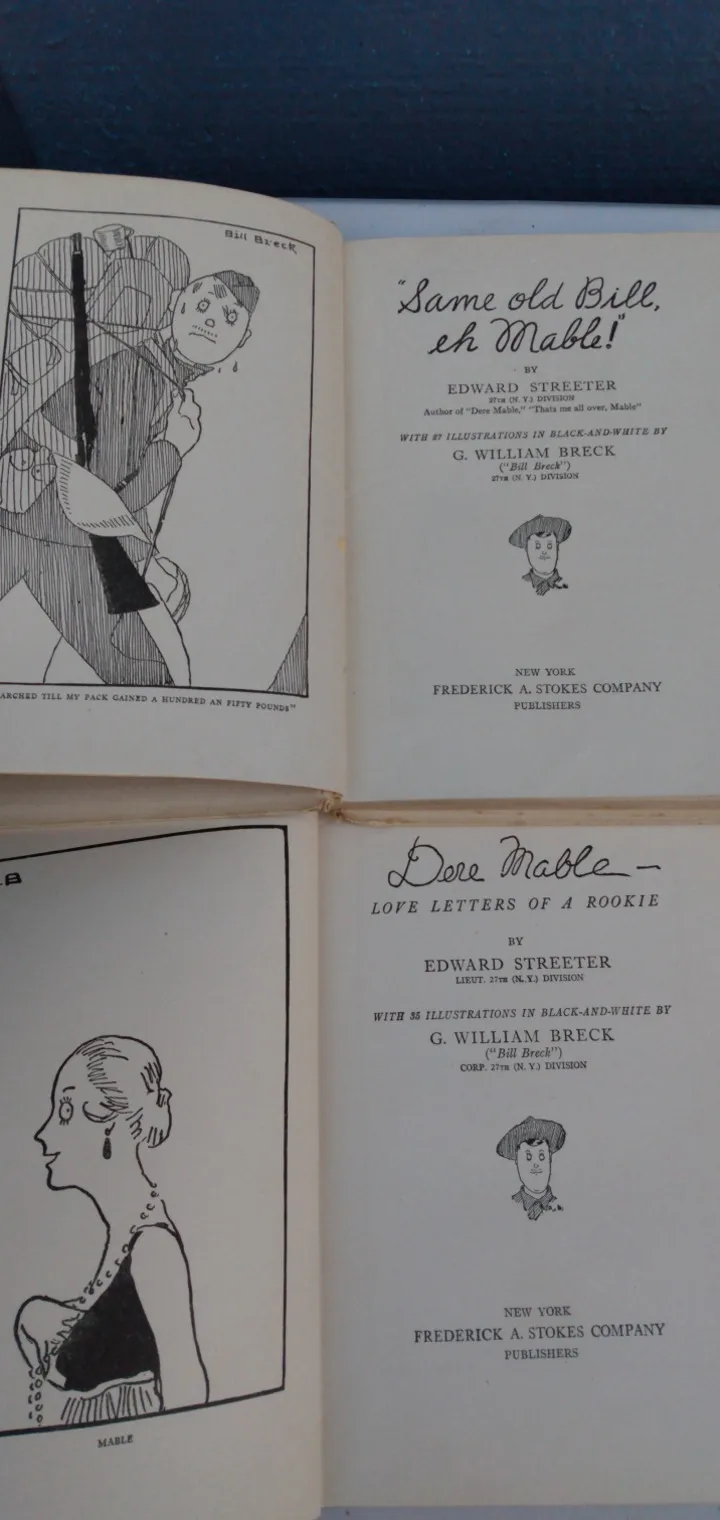 Bill Breck
ARCHED TILL MY PACK GAINED A HUNDRED AN FIFTY POUNDS"
"Same old Bill,
eh Mable!"
BY
EDWARD STREETER
27TH (N. Y.) DIVISION
Author of "Dere Mable," "Thats me all over, Mable"
WITH 27 ILLUSTRATIONS IN BLACK-AND-WHITE BY
G. WILLIAM BRECK
("Bill Breck")
27TH (N. Y.) DIVISION
NEW YORK
FREDERICK A. STOKES COMPANY
PUBLISHERS
.B
MABLE
Dere Mable—
LOVE LETTERS OF A ROOKIE
BY
EDWARD STREETER
LIEUT. 27TH (N. Y.) DIVISION
WITH 35 ILLUSTRATIONS IN BLACK-AND-WHITE BY
G. WILLIAM BRECK
("Bill Breck")
CORP. 27TH (N. Y.) DIVISION
NEW YORK
FREDERICK A. STOKES COMPANY
PUBLISHERS